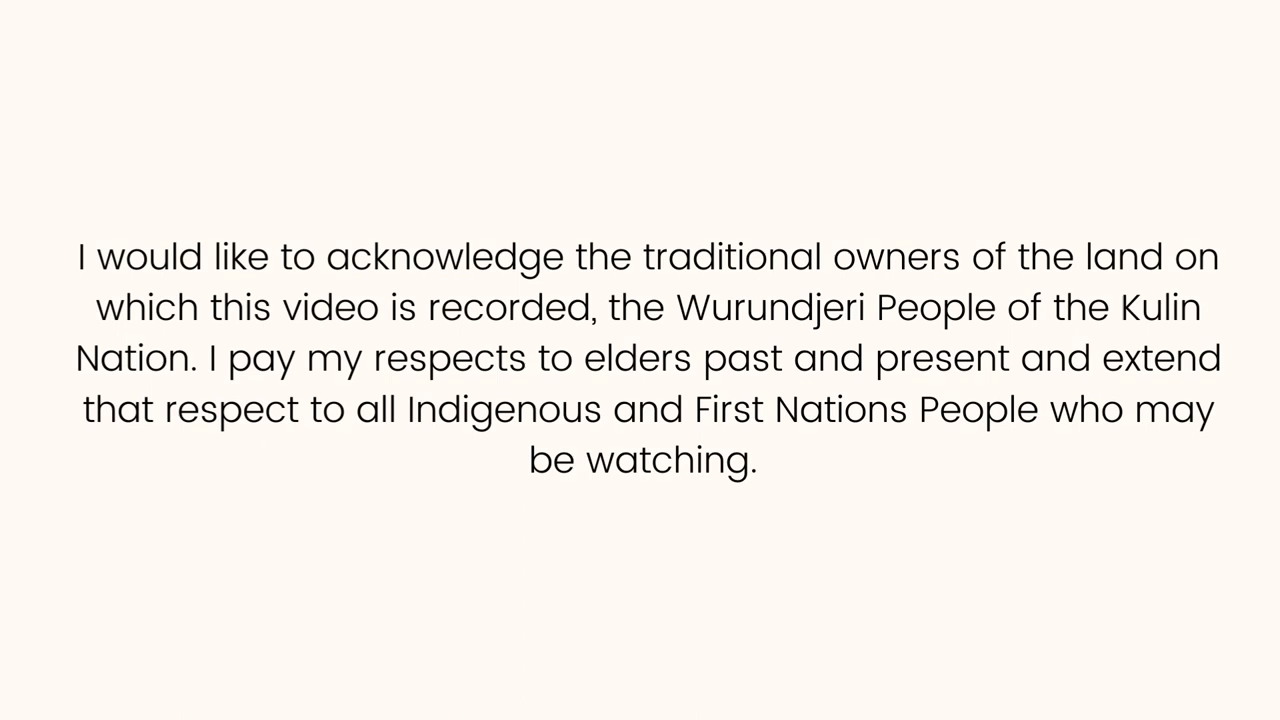 I would like to acknowledge the traditional owners of the land on
which this video is recorded, the Wurundjeri People of the Kulin
Nation. I pay my respects to elders past and present and extend
that respect to all Indigenous and First Nations People who may
be watching.